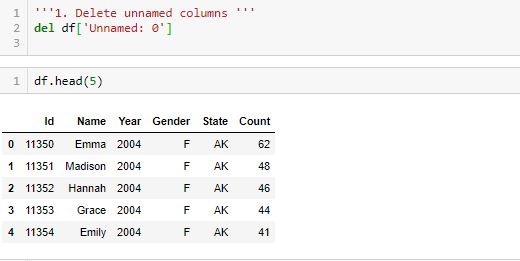 1 '''1. Delete unnamed columns '''
2 del df['Unnamed: 0']
3
1 df.head(5)
Id Name Year Gender State Count
0 11350 Emma 2004 F AK 62
1 11351 Madison 2004 F AK 48
2 11352 Hannah 2004 F AK 46
3 11353 Grace 2004 F AK 44
4 11354 Emily 2004 F AK 41